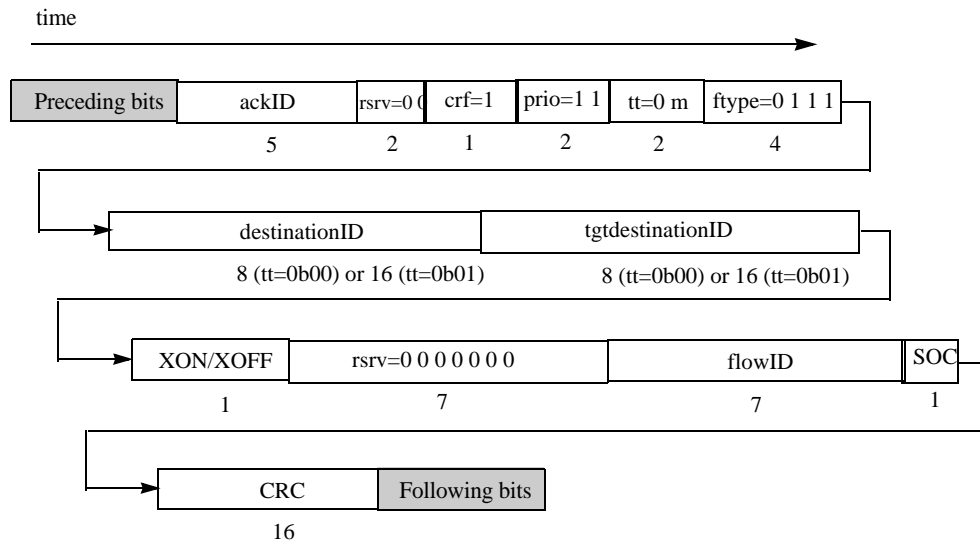 time
Preceding bits ackID rsrv=0 0 crf=1 prio=1 1 tt=0 m ftype=0 1 1 1
5 2 1 2 2 4
destinationID tgtdestinationID
8 (tt=0b00) or 16 (tt=0b01) 8 (tt=0b00) or 16 (tt=0b01)
XON/XOFF rsrv=0 0 0 0 0 0 0 flowID SOC
1 7 7 1
CRC Following bits
16